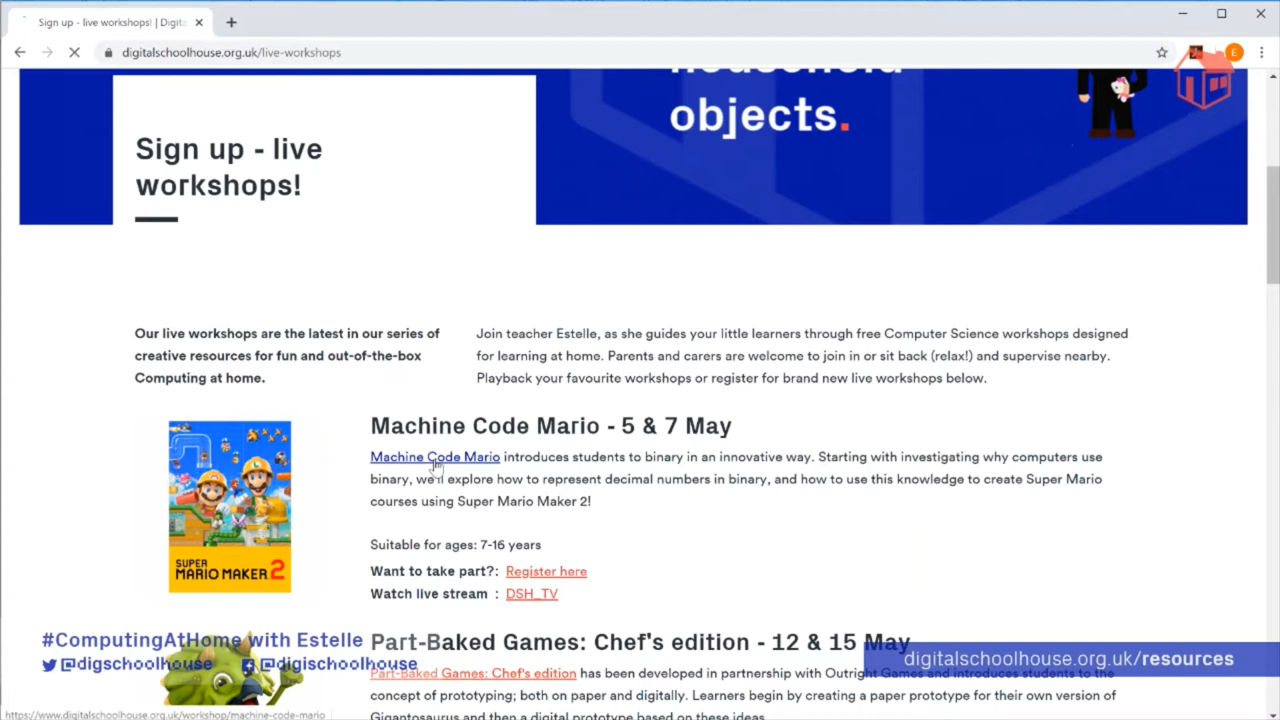 Sign up - live workshops! | Digita
digitalschoolhouse.org.uk/live-workshops
E
household
objects.
Sign up - live
workshops!
Our live workshops are the latest in our series of
creative resources for fun and out-of-the-box
Computing at home.
Join teacher Estelle, as she guides your little learners through free Computer Science workshops designed
for learning at home. Parents and carers are welcome to join in or sit back (relax!) and supervise nearby.
Playback your favourite workshops or register for brand new live workshops below.
SUPER
MARIO MAKER 2
Machine Code Mario - 5 & 7 May
Machine Code Mario introduces students to binary in an innovative way. Starting with investigating why computers use
binary, we'll explore how to represent decimal numbers in binary, and how to use this knowledge to create Super Mario
courses using Super Mario Maker 2!
Suitable for ages: 7-16 years
Want to take part?: Register here
Watch live stream : DSH_TV
#ComputingAtHome with Estelle
@digschoolhouse @digischoolhouse
Part-Baked Games: Chef's edition - 12 & 15 May
digitalschoolhouse.org.uk/resources
Part-Baked Games: Chef's edition has been developed in partnership with Outright Games and introduces students to the
concept of prototyping; both on paper and digitally. Learners begin by creating a paper prototype for their own version of
Gigantosaurus and then a digital prototype based on these ideas.
https://www.digitalschoolhouse.org.uk/workshop/machine-code-mario